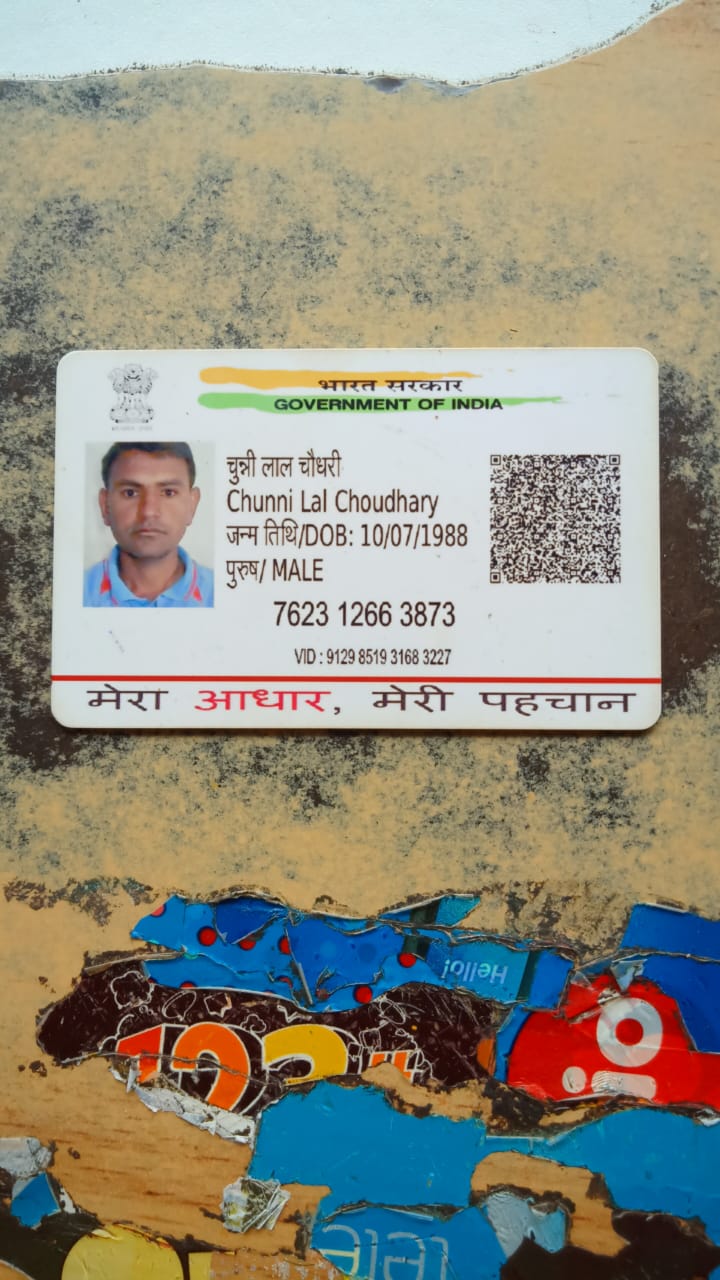 भारत सरकार
GOVERNMENT OF INDIA
चुन्नी लाल चौधरी
Chunni Lal Choudhary
जन्म तिथि/DOB: 10/07/1988
पुरुष/ MALE
7623 1266 3873
VID : 9129 8519 3168 3227
मेरा आधार, मेरी पहचान
Hello!
123